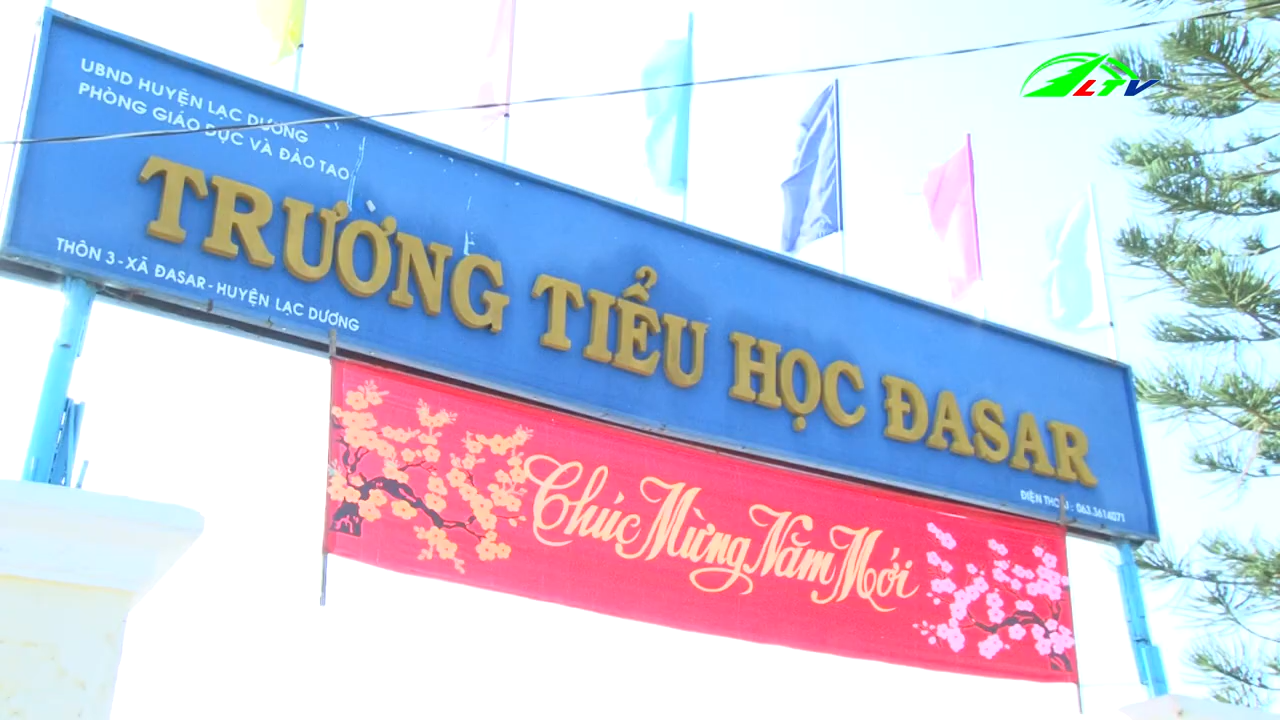 LTV
UBND HUYỆN LẠC DƯƠNG
PHÒNG GIÁO DỤC VÀ ĐÀO TẠO
TRƯỜNG TIỂU HỌC ĐASAR
THÔN 3 - XÃ ĐASAR - HUYỆN LẠC DƯƠNG
ĐIỆN THOẠI : 063.3614071
Chúc Mừng Năm Mới